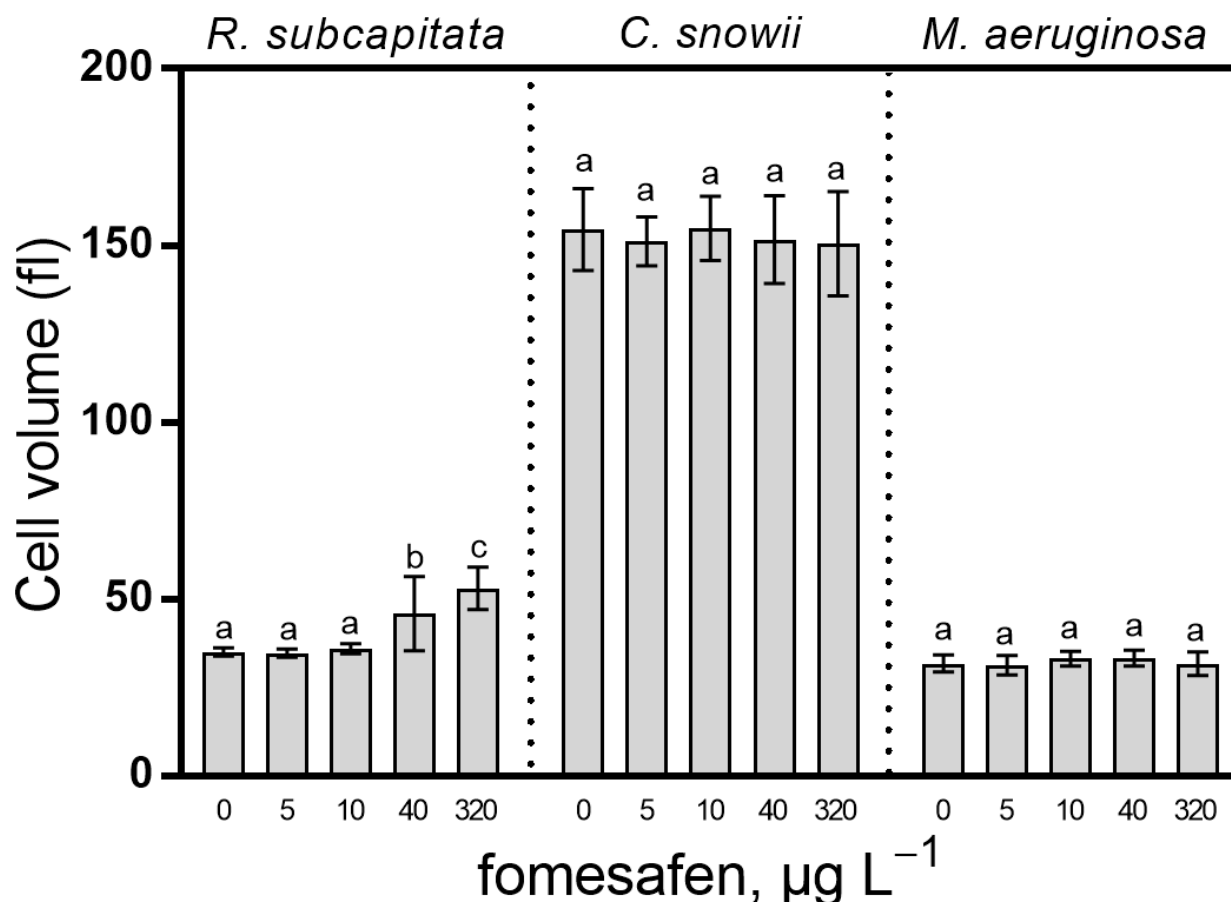 R. subcapitata C. snowii M. aeruginosa
200
150
100
50
0
Cell volume (fl)
a a a b c
a a a a a
a a a a a
0 5 10 40 320 0 5 10 40 320 0 5 10 40 320
fomesafen, µg L⁻¹